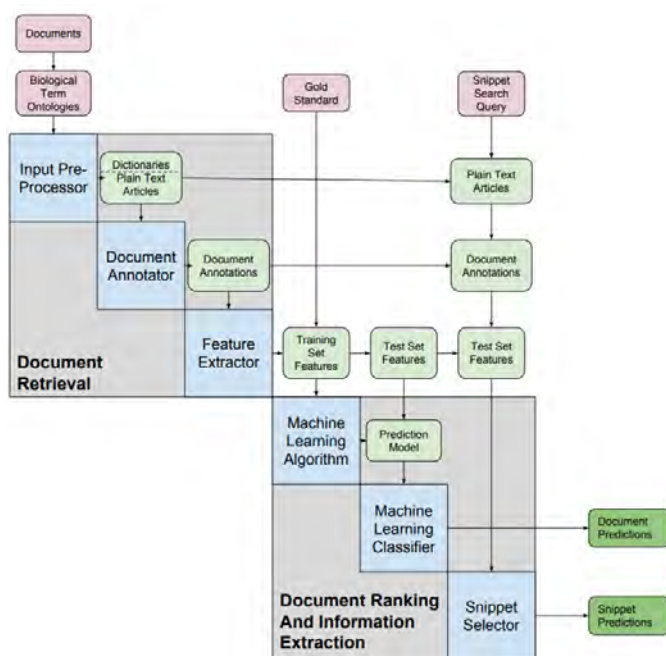 Documents
Biological
Term
Ontologies
Gold
Standard
Snippet
Search
Query
Input Pre-
Processor
Dictionaries
Plain Text
Articles
Plain Text
Articles
Document
Annotator
Document
Annotations
Document
Annotations
Feature
Extractor
Training
Set
Features
Test Set
Features
Test Set
Features
Document
Retrieval
Machine
Learning
Algorithm
Prediction
Model
Machine
Learning
Classifier
Document
Predictions
Document Ranking
And Information
Extraction
Snippet
Selector
Snippet
Predictions